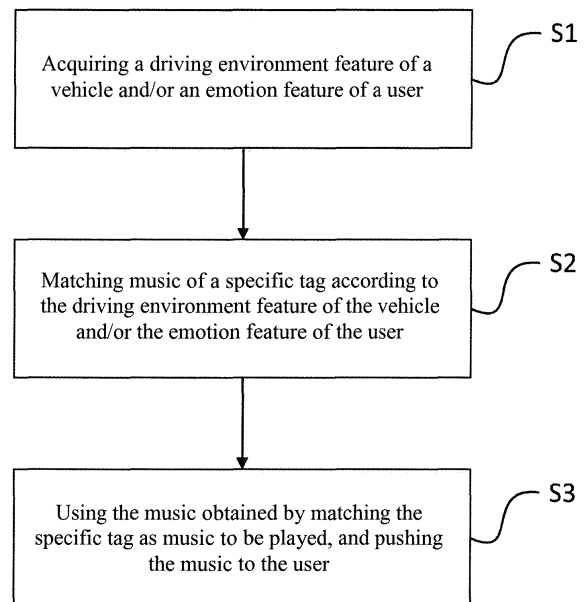 S1
Acquiring a driving environment feature of a
vehicle and/or an emotion feature of a user
S2
Matching music of a specific tag according to
the driving environment feature of the vehicle
and/or the emotion feature of the user
S3
Using the music obtained by matching the
specific tag as music to be played, and pushing
the music to the user